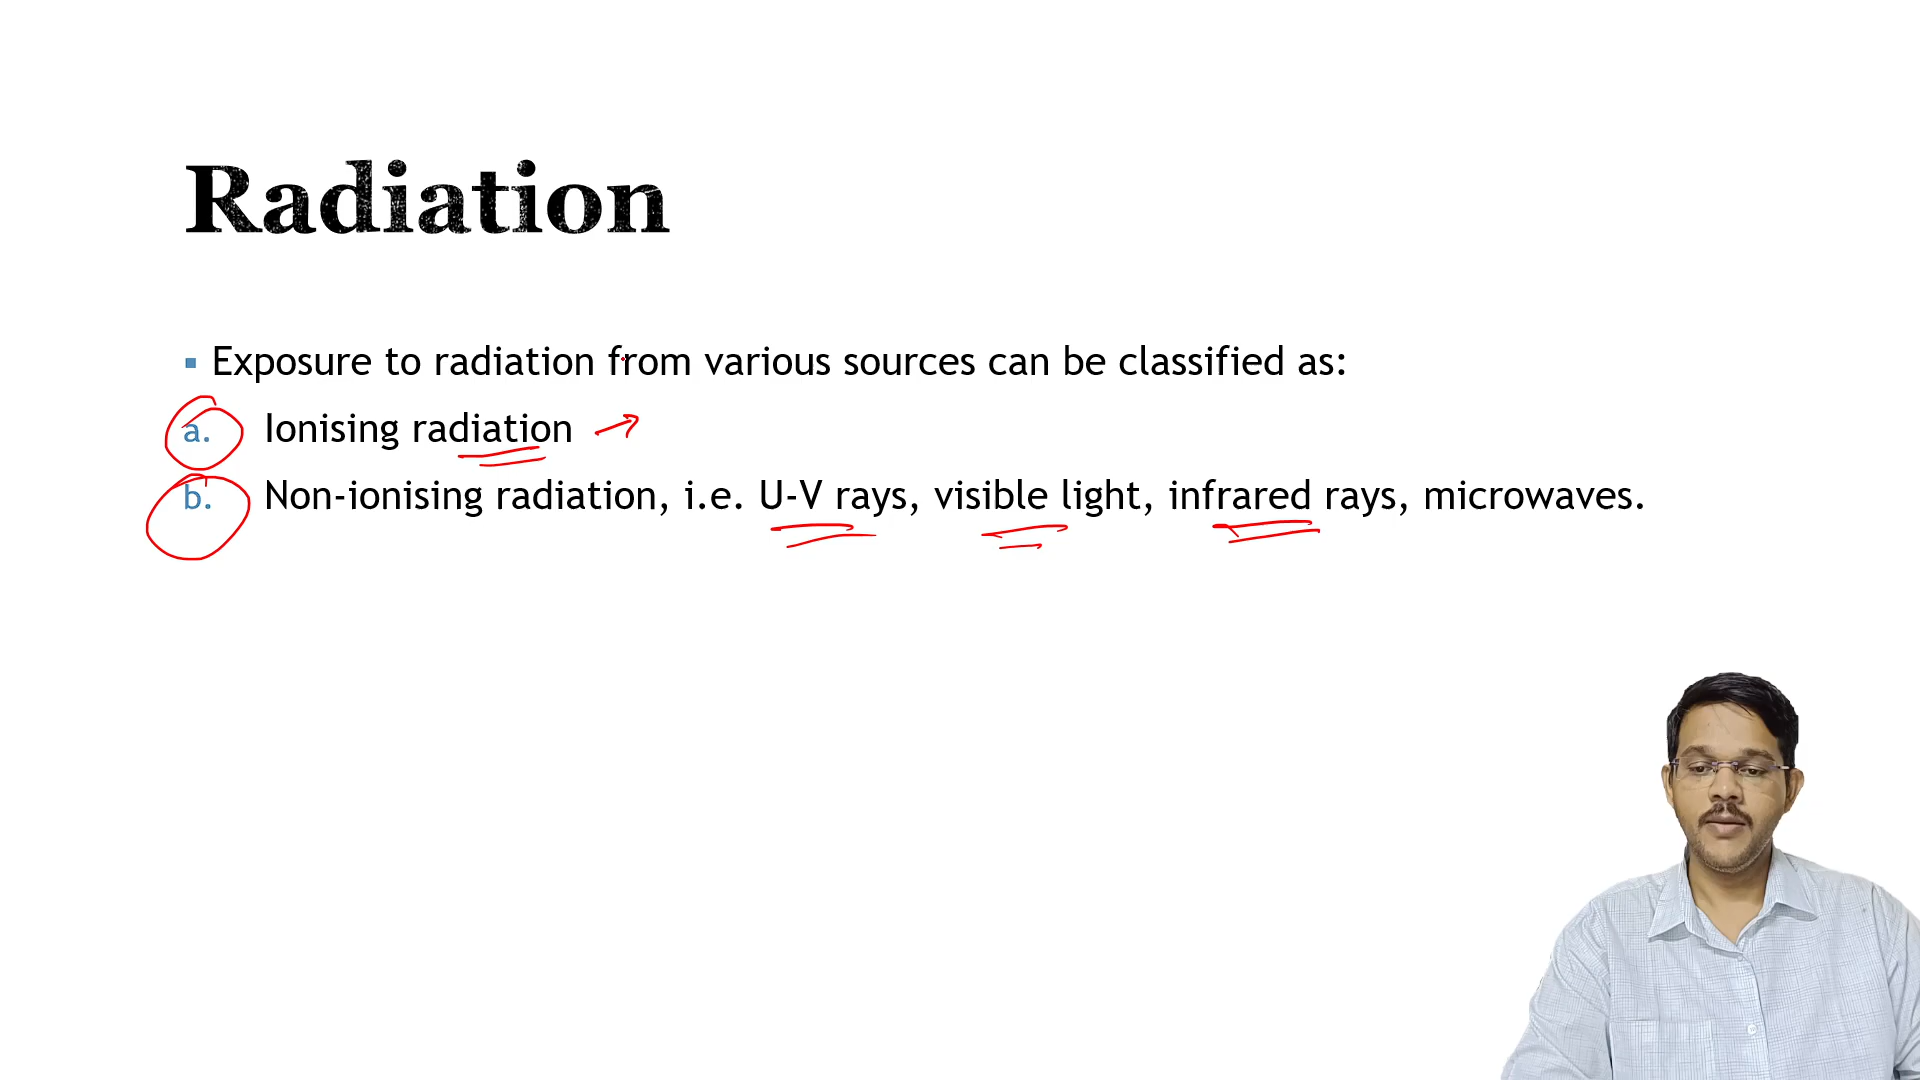 Radiation
▪ Exposure to radiation from various sources can be classified as:
a. Ionising radiation
b. Non-ionising radiation, i.e. U-V rays, visible light, infrared rays, microwaves.